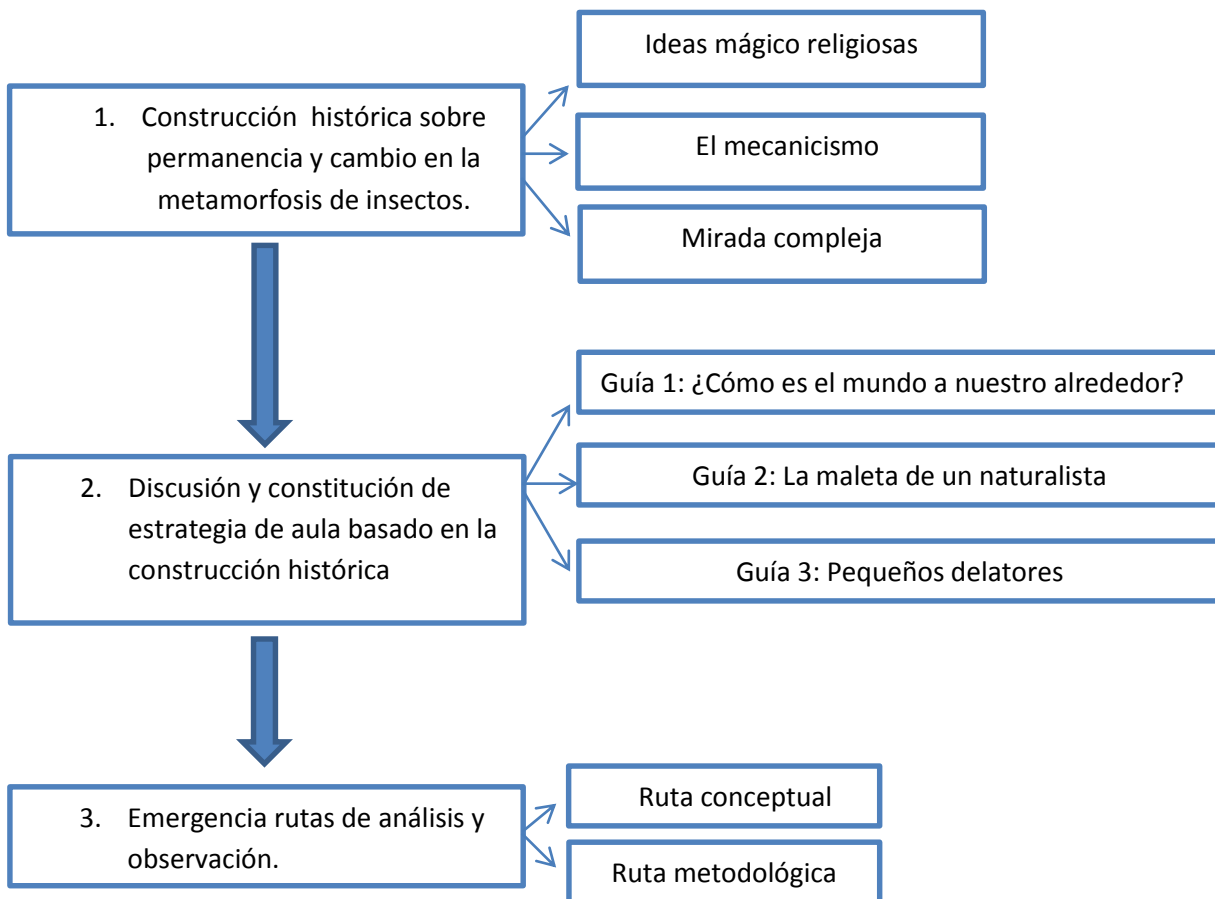 Ideas mágico religiosas
1. Construcción histórica sobre
permanencia y cambio en la
metamorfosis de insectos.
El mecanicismo
Mirada compleja
Guía 1: ¿Cómo es el mundo a nuestro alrededor?
2. Discusión y constitución de
estrategia de aula basado en la
construcción histórica
Guía 2: La maleta de un naturalista
Guía 3: Pequeños delatores
3. Emergencia rutas de análisis y
observación.
Ruta conceptual
Ruta metodológica